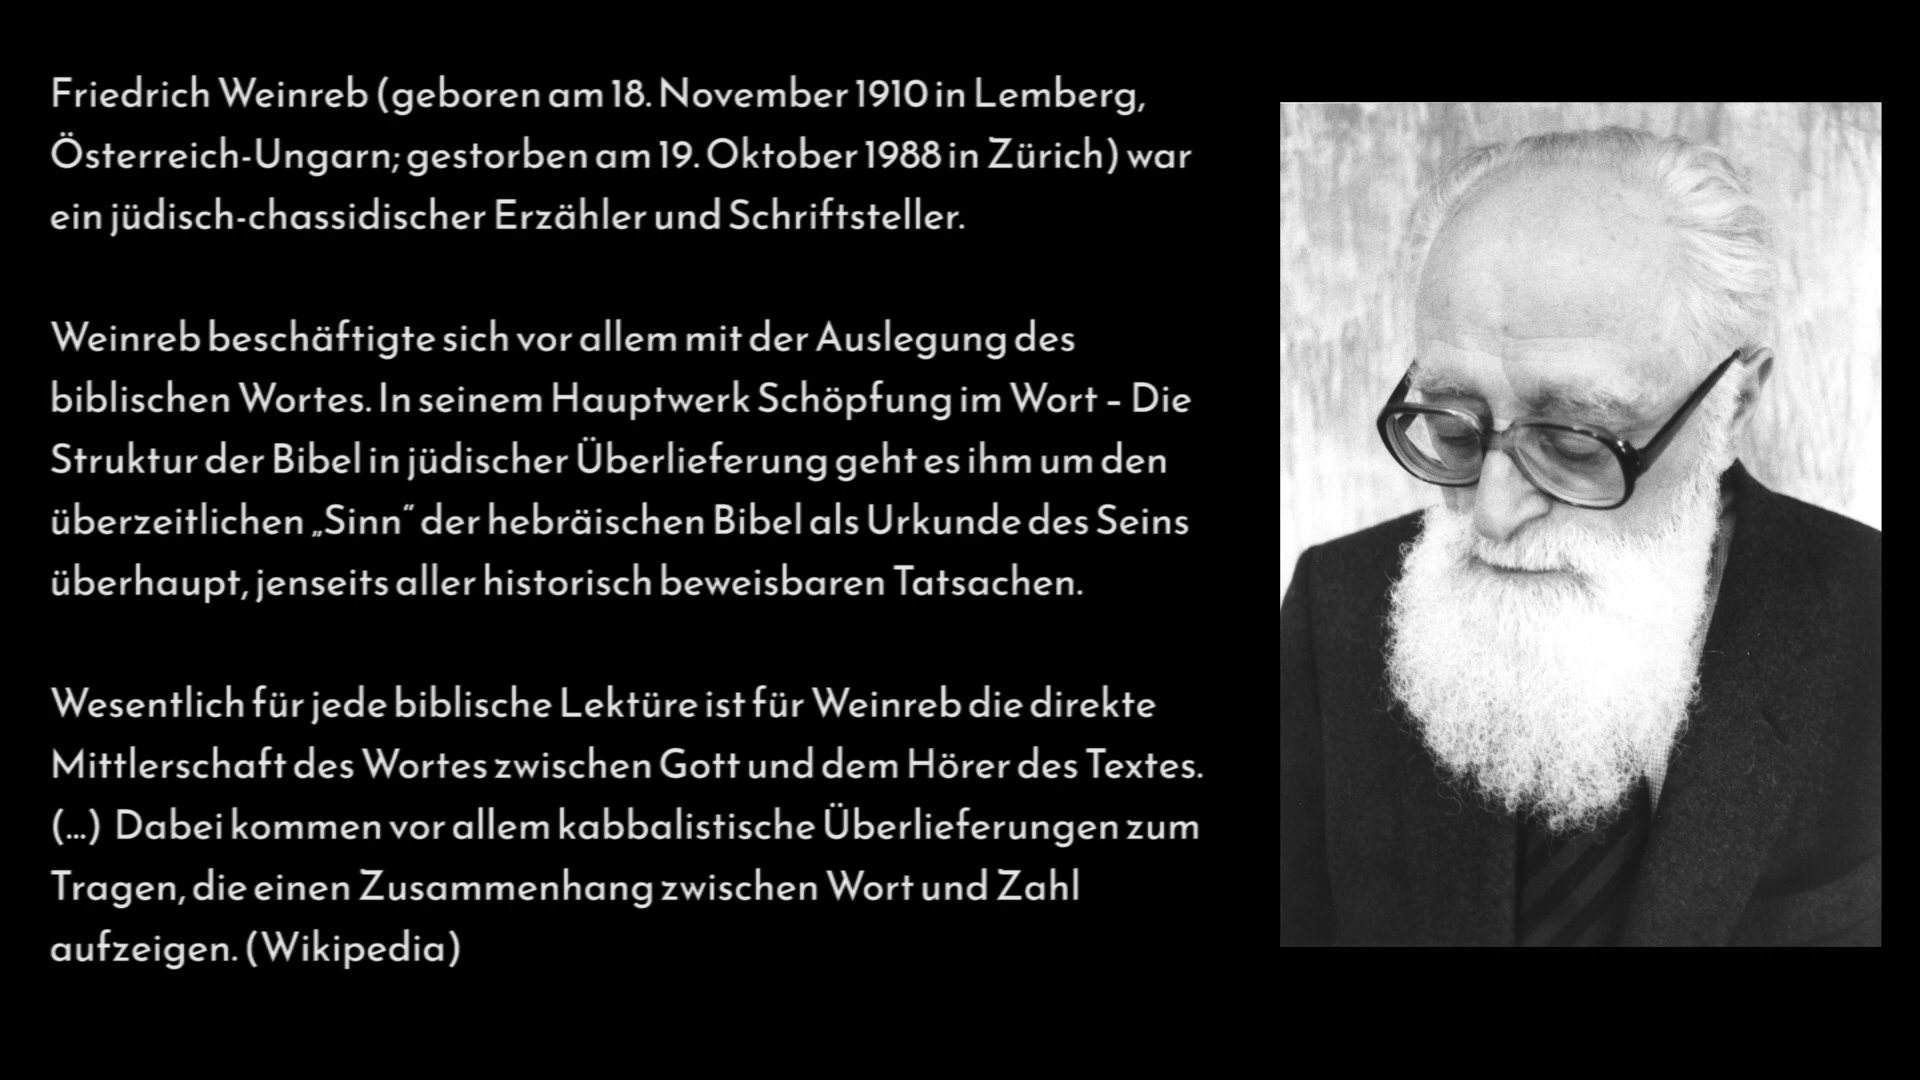 Friedrich Weinreb (geboren am 18. November 1910 in Lemberg,
Österreich-Ungarn; gestorben am 19. Oktober 1988 in Zürich) war
ein jüdisch-chassidischer Erzähler und Schriftsteller.
Weinreb beschäftigte sich vor allem mit der Auslegung des
biblischen Wortes. In seinem Hauptwerk Schöpfung im Wort – Die
Struktur der Bibel in jüdischer Überlieferung geht es ihm um den
überzeitlichen „Sinn“ der hebräischen Bibel als Urkunde des Seins
überhaupt, jenseits aller historisch beweisbaren Tatsachen.
Wesentlich für jede biblische Lektüre ist für Weinreb die direkte
Mittlerschaft des Wortes zwischen Gott und dem Hörer des Textes.
(...) Dabei kommen vor allem kabbalistische Überlieferungen zum
Tragen, die einen Zusammenhang zwischen Wort und Zahl
aufzeigen. (Wikipedia)